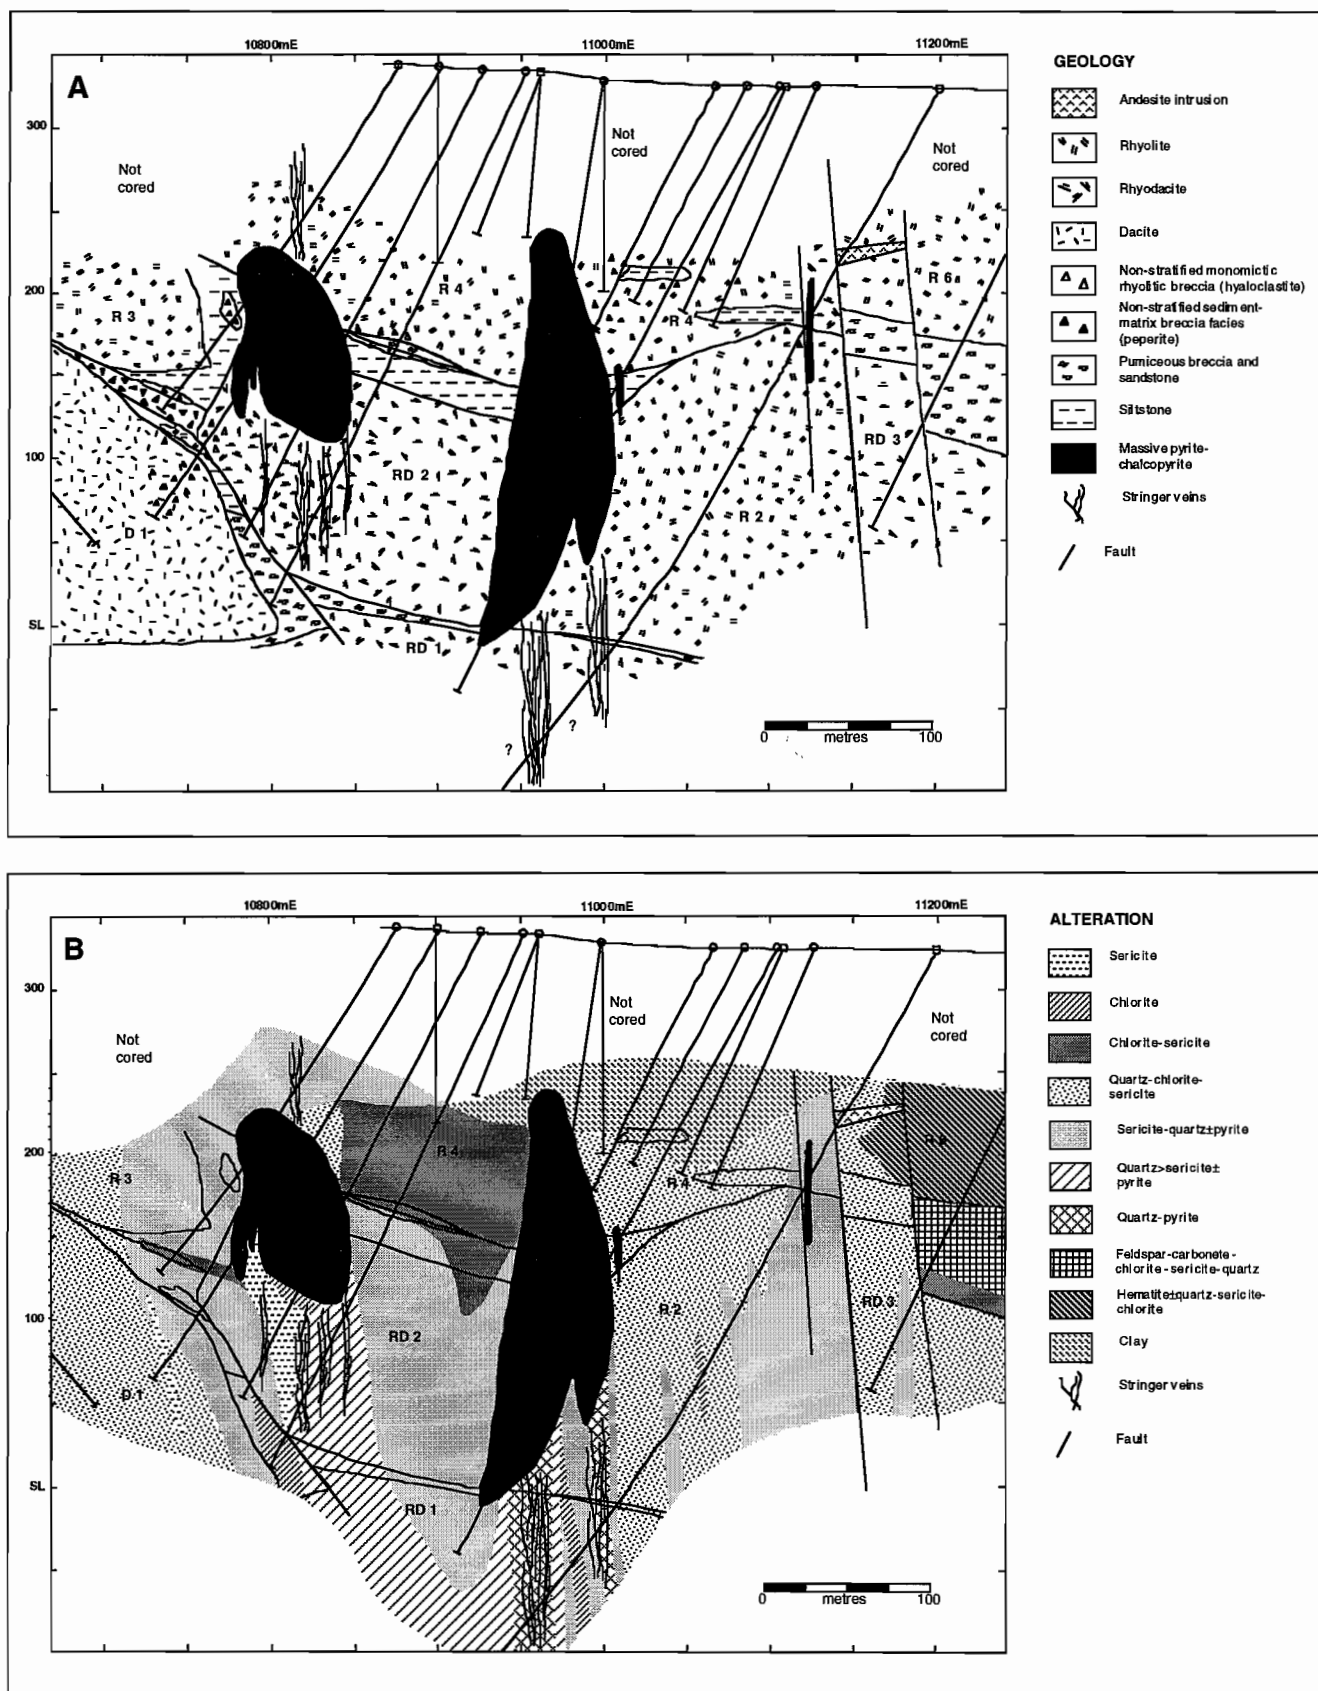 10800mE 11000mE 11200mE
A
300
200
100
SL
Not
cored
Not
cored
Not
cored
R 3
R 4
R 4
R 6
RD 3
RD 2
R 2
D 1
RD 1
?
?
0 metres 100
GEOLOGY
Andesite intrusion
Rhyolite
Rhyodacite
Dacite
Non-stratified monomictic
rhyolitic breccia (hyaloclastite)
Non-stratified sediment-
matrix breccia facies
(peperite)
Pumiceous breccia and
sandstone
Siltstone
Massive pyrite-
chalcopyrite
Stringer veins
Fault
10800mE 11000mE 11200mE
B
300
200
100
SL
Not
cored
Not
cored
Not
cored
R 3
R 4
R 4
R 2
RD 3
RD 2
D 1
RD 1
0 metres 100
ALTERATION
Sericite
Chlorite
Chlorite-sericite
Quartz-chlorite-
sericite
Sericite-quartz±pyrite
Quartz>sericite±
pyrite
Quartz-pyrite
Feldspar-carbonete-
chlorite-sericite-quartz
Hematite±quartz-sericite-
chlorite
Clay
Stringer veins
Fault